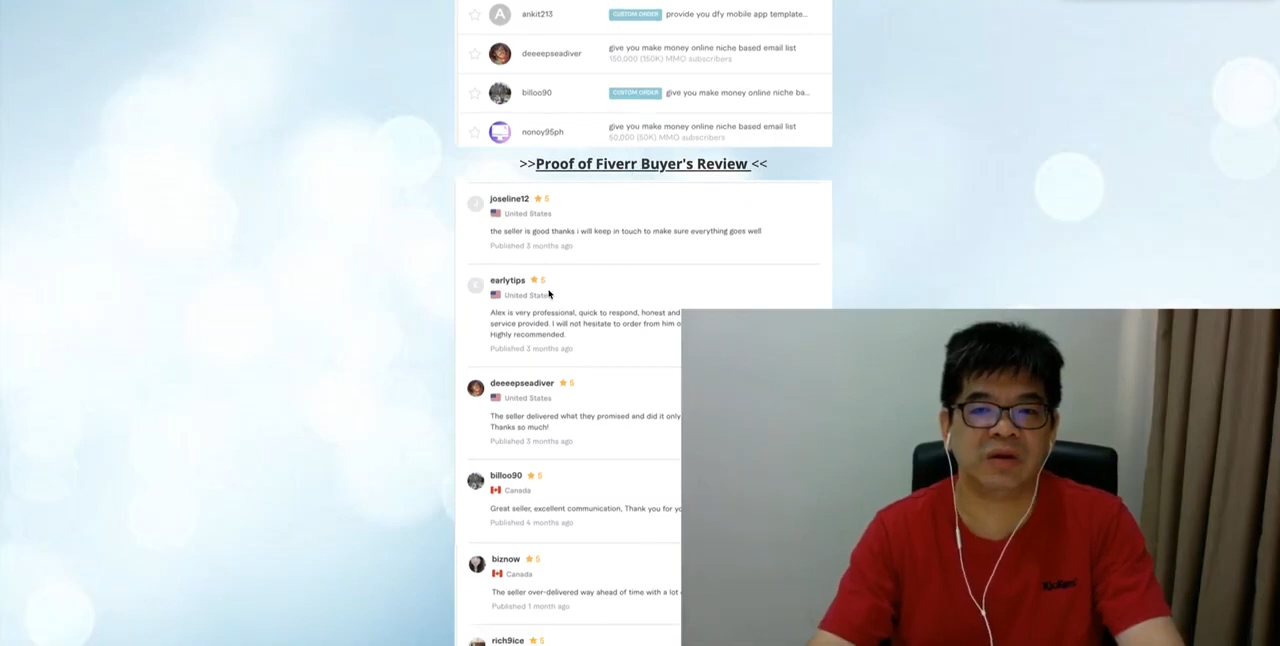 A ankit213 CUSTOM ORDER provide you dfy mobile app template...
deeeepseadiver give you make money online niche based email list
150,000 (150K) MMO subscribers
billoo90 CUSTOM ORDER give you make money online niche ba...
nonoy95ph give you make money online niche based email list
50,000 (50K) MMO subscribers
>>Proof of Fiverr Buyer's Review <<
joseline12 5
United States
the seller is good thanks i will keep in touch to make sure everything goes well
Published 3 months ago
earlytips 5
United States
Alex is very professional, quick to respond, honest and
service provided. I will not hesitate to order from him o
Highly recommended.
Published 3 months ago
deeeepseadiver 5
United States
The seller delivered what they promised and did it only
Thanks so much!
Published 3 months ago
billoo90 5
Canada
Great seller, excellent communication, Thank you for yo
Published 4 months ago
biznow 5
Canada
The seller over-delivered way ahead of time with a lot
Published 1 month ago
rich9ice 5